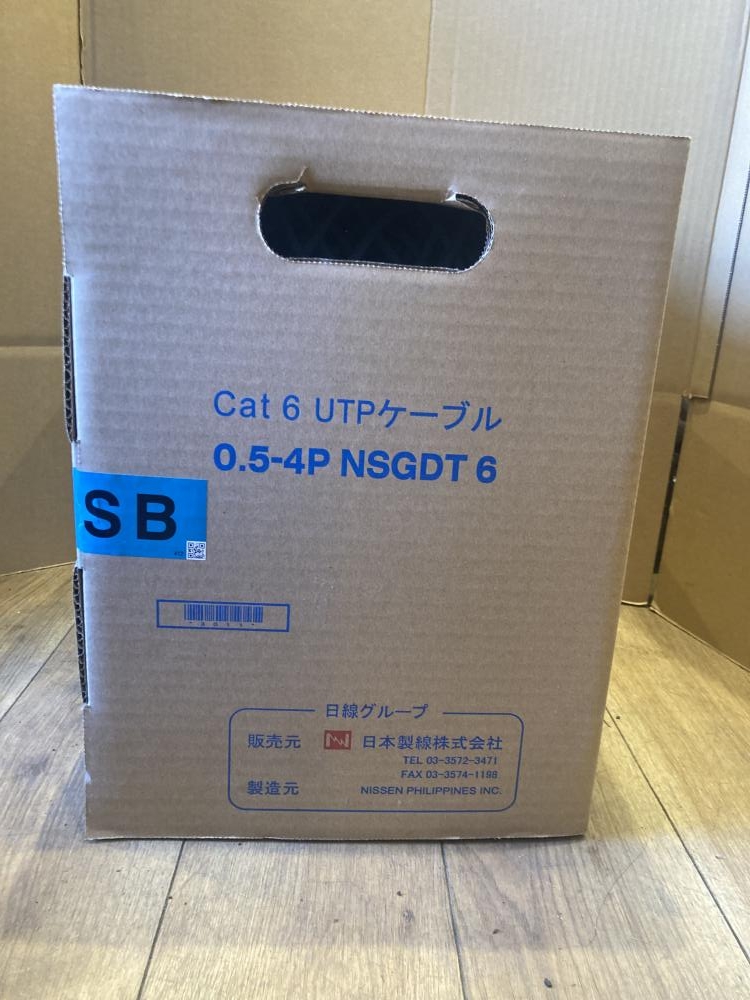 Cat 6 UTPケーブル
0.5-4P NSGDT 6
SB
日線グループ
販売元 日本製線株式会社
TEL 03-3572-3471
FAX 03-3574-1198
製造元 NISSEN PHILIPPINES INC.